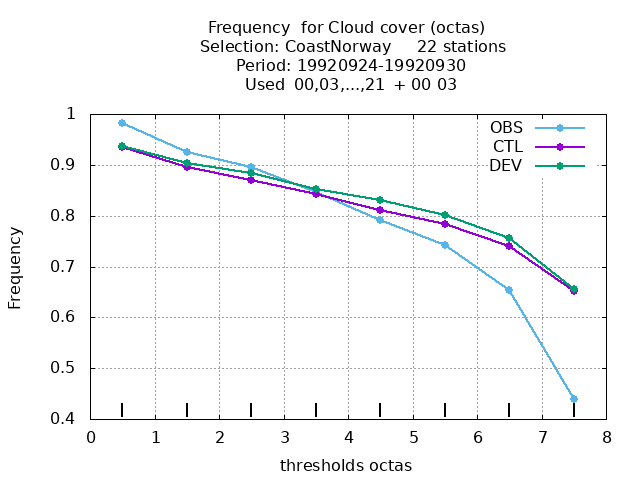 Frequency  for Cloud cover (octas)
Selection: CoastNorway     22 stations
Period: 19920924-19920930
Used  00,03,...,21  + 00 03
OBS
CTL
DEV
Frequency
1
0.9
0.8
0.7
0.6
0.5
0.4
0 1 2 3 4 5 6 7 8
thresholds octas